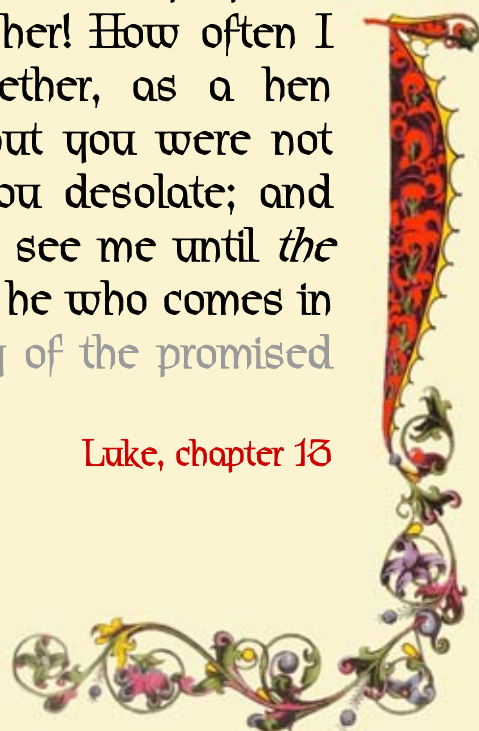 her! How often I
ether, as a hen
out you were not
ou desolate; and
see me until the
he who comes in
of the promised
Luke, chapter 13